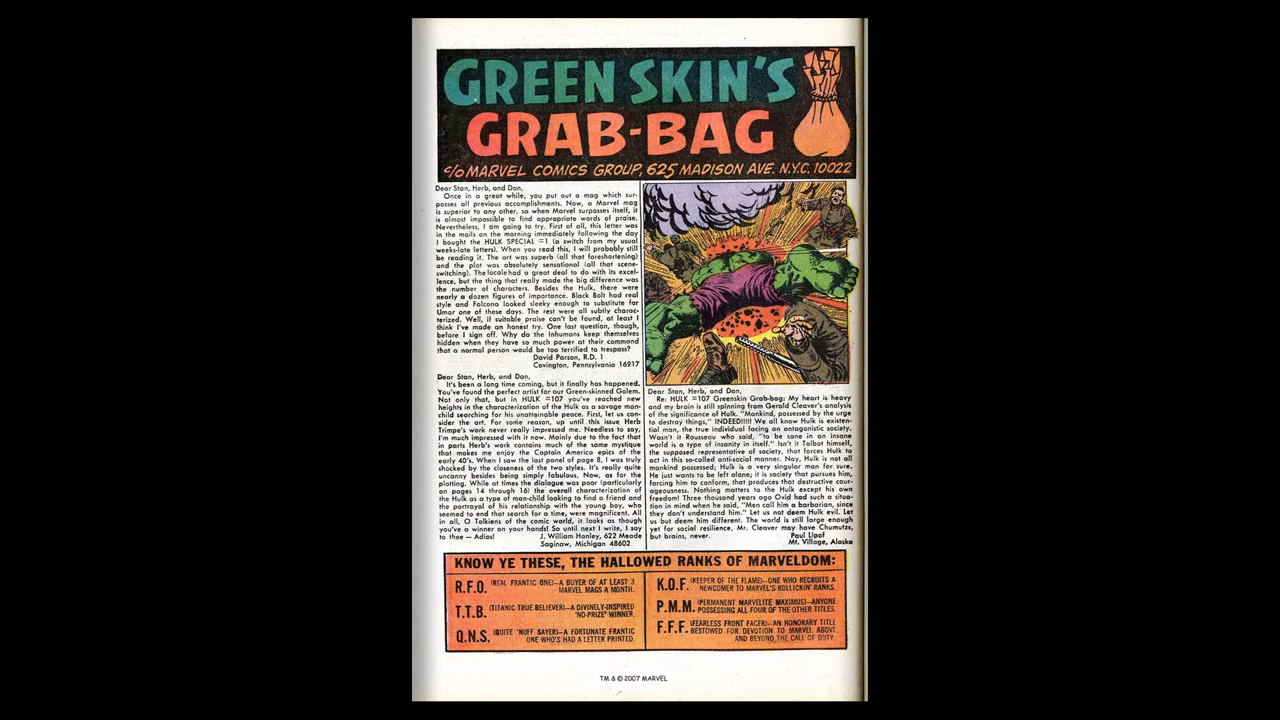 GREEN SKIN'S
GRAB-BAG
c/o MARVEL COMICS GROUP, 625 MADISON AVE. N.Y.C. 10022
Dear Stan, Herb, and Dan,
Once in a great while, you put out a mag which sur-
passes all previous accomplishments. Now, a Marvel mag
is superior to any other, so when Marvel surpasses itself, it
is almost impossible to find appropriate words of praise.
Nevertheless, I am going to try. First of all, this letter was
in the mails on the morning immediately following the day
I bought the HULK SPECIAL #1 (a switch from my usual
weeks-late letters). When you read this, I will probably still
be reading it. The art was superb (all that foreshortening)
and the plot was absolutely sensational (all that scene-
switching). The locale had a great deal to do with its excel-
lence, but the thing that really made the big difference was
the number of characters. Besides the Hulk, there were
nearly a dozen figures of importance. Black Bolt had real
style and Falcona looked sleeky enough to substitute for
Umar one of these days. The rest were all subtly charac-
terized. Well, if suitable praise can't be found, at least I
think I've made an honest try. One last question, though,
before I sign off. Why do the Inhumans keep themselves
hidden when they have so much power at their command
that a normal person would be too terrified to trespass?
David Parson, R.D. 1
Covington, Pennsylvania 16917
Dear Stan, Herb, and Dan,
It's been a long time coming, but it finally has happened.
You've found the perfect artist for our Green-skinned Golem.
Not only that, but in HULK #107 you've reached new
heights in the characterization of the Hulk as a savage man-
child searching for his unattainable peace. First, let us con-
sider the art. For some reason, up until this issue Herb
Trimpe's work never really impressed me. Needless to say,
I'm much impressed with it now. Mainly due to the fact that
in parts Herb's work contains much of the same mystique
that makes me enjoy the Captain America epics of the
early 40's. When I saw the last panel of page 8, I was truly
shocked by the closeness of the two styles. It's really quite
uncanny besides being simply fabulous. Now, as for the
plotting. While at times the dialogue was poor (particularly
on pages 14 through 16) the overall characterization of
the Hulk as a type of man-child looking to find a friend and
the portrayal of his relationship with the young boy, who
seemed to end that search for a time, were magnificent. All
in all, O Tolkiens of the comic world, it looks as though
you've a winner on your hands! So until next I write, I say
to thee — Adios!
J. William Hanley, 622 Meade
Saginaw, Michigan 48602
Dear Stan, Herb, and Dan,
Re: HULK #107 Greenskin Grab-bag: My heart is heavy
and my brain is still spinning from Gerald Cleaver's analysis
of the significance of Hulk. "Mankind, possessed by the urge
to destroy things," INDEED!!!!! We all know Hulk is existen-
tial man, the true individual facing an antagonistic society.
Wasn't it Rousseau who said, "to be sane in an insane
world is a type of insanity in itself." Isn't it Talbot himself,
the supposed representative of society, that forces Hulk to
act in this so-called anti-social manner. Nay, Hulk is not all
mankind possessed; Hulk is a very singular man for sure.
He just wants to be left alone; it is society that pursues him,
forcing him to conform, that produces that destructive cour-
ageousness. Nothing matters to the Hulk except his own
freedom! Three thousand years ago Ovid had such a situa-
tion in mind when he said, "Men call him a barbarian, since
they don't understand him." Let us not deem Hulk evil. Let
us but deem him different. The world is still large enough
yet for social resilience. Mr. Cleaver may have Chumutzs,
but brains, never.
Paul Lipof
Mt. Village, Alaska
KNOW YE THESE, THE HALLOWED RANKS OF MARVELDOM:
R.F.O. (REAL FRANTIC ONE)—A BUYER OF AT LEAST 3
MARVEL MAGS A MONTH.
T.T.B. (TITANIC TRUE BELIEVER)—A DIVINELY-INSPIRED
'NO-PRIZE' WINNER.
Q.N.S. (QUITE 'NUFF SAYER)—A FORTUNATE FRANTIC
ONE WHO'S HAD A LETTER PRINTED.
K.O.F. (KEEPER OF THE FLAME)—ONE WHO RECRUITS A
NEWCOMER TO MARVEL'S ROLLICKIN' RANKS.
P.M.M. (PERMANENT MARVELITE MAXIMUS)—ANYONE
POSSESSING ALL FOUR OF THE OTHER TITLES.
F.F.F. (FEARLESS FRONT FACER)—AN HONORARY TITLE
BESTOWED FOR DEVOTION TO MARVEL ABOVE
AND BEYOND THE CALL OF DUTY.
TM & © 2007 MARVEL